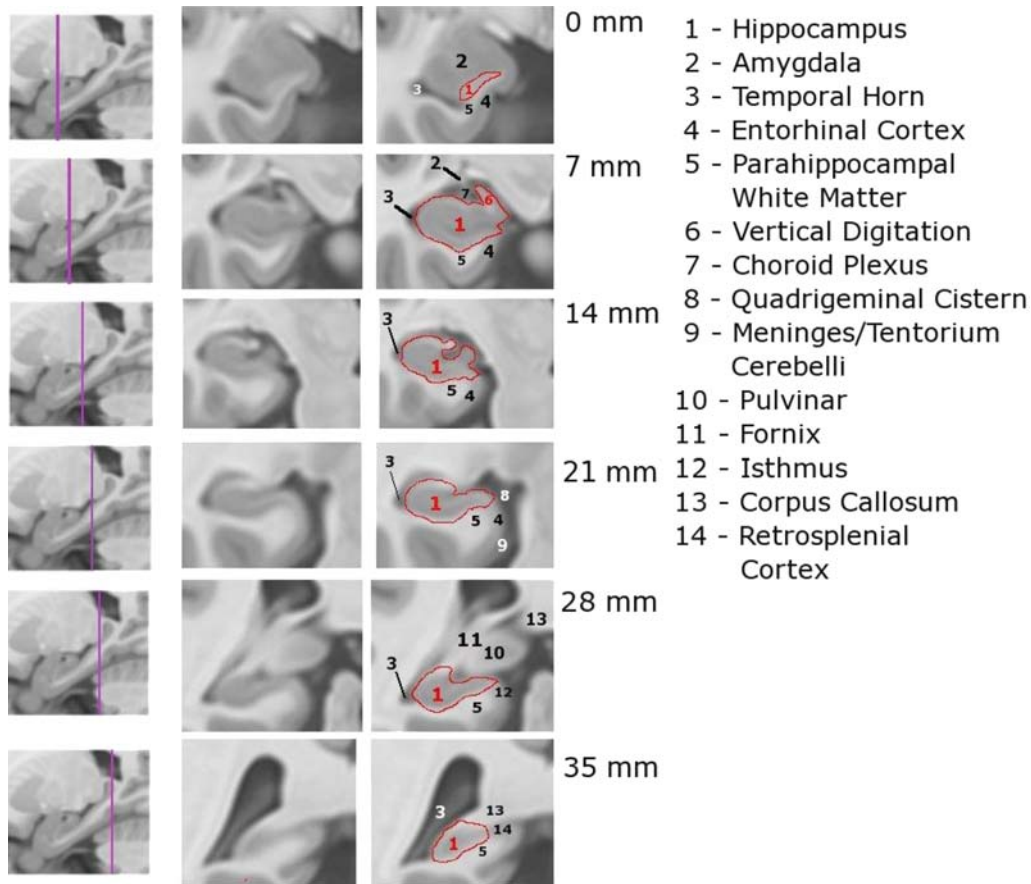 0 mm
2
3
1
4
5
7 mm
2
3
7
6
1
5
4
14 mm
3
1
5
4
21 mm
3
1
8
5
4
9
28 mm
13
11
10
3
1
12
5
35 mm
3
13
14
1
5
1 - Hippocampus
2 - Amygdala
3 - Temporal Horn
4 - Entorhinal Cortex
5 - Parahippocampal
White Matter
6 - Vertical Digitation
7 - Choroid Plexus
8 - Quadrigeminal Cistern
9 - Meninges/Tentorium
Cerebelli
10 - Pulvinar
11 - Fornix
12 - Isthmus
13 - Corpus Callosum
14 - Retrosplenial
Cortex